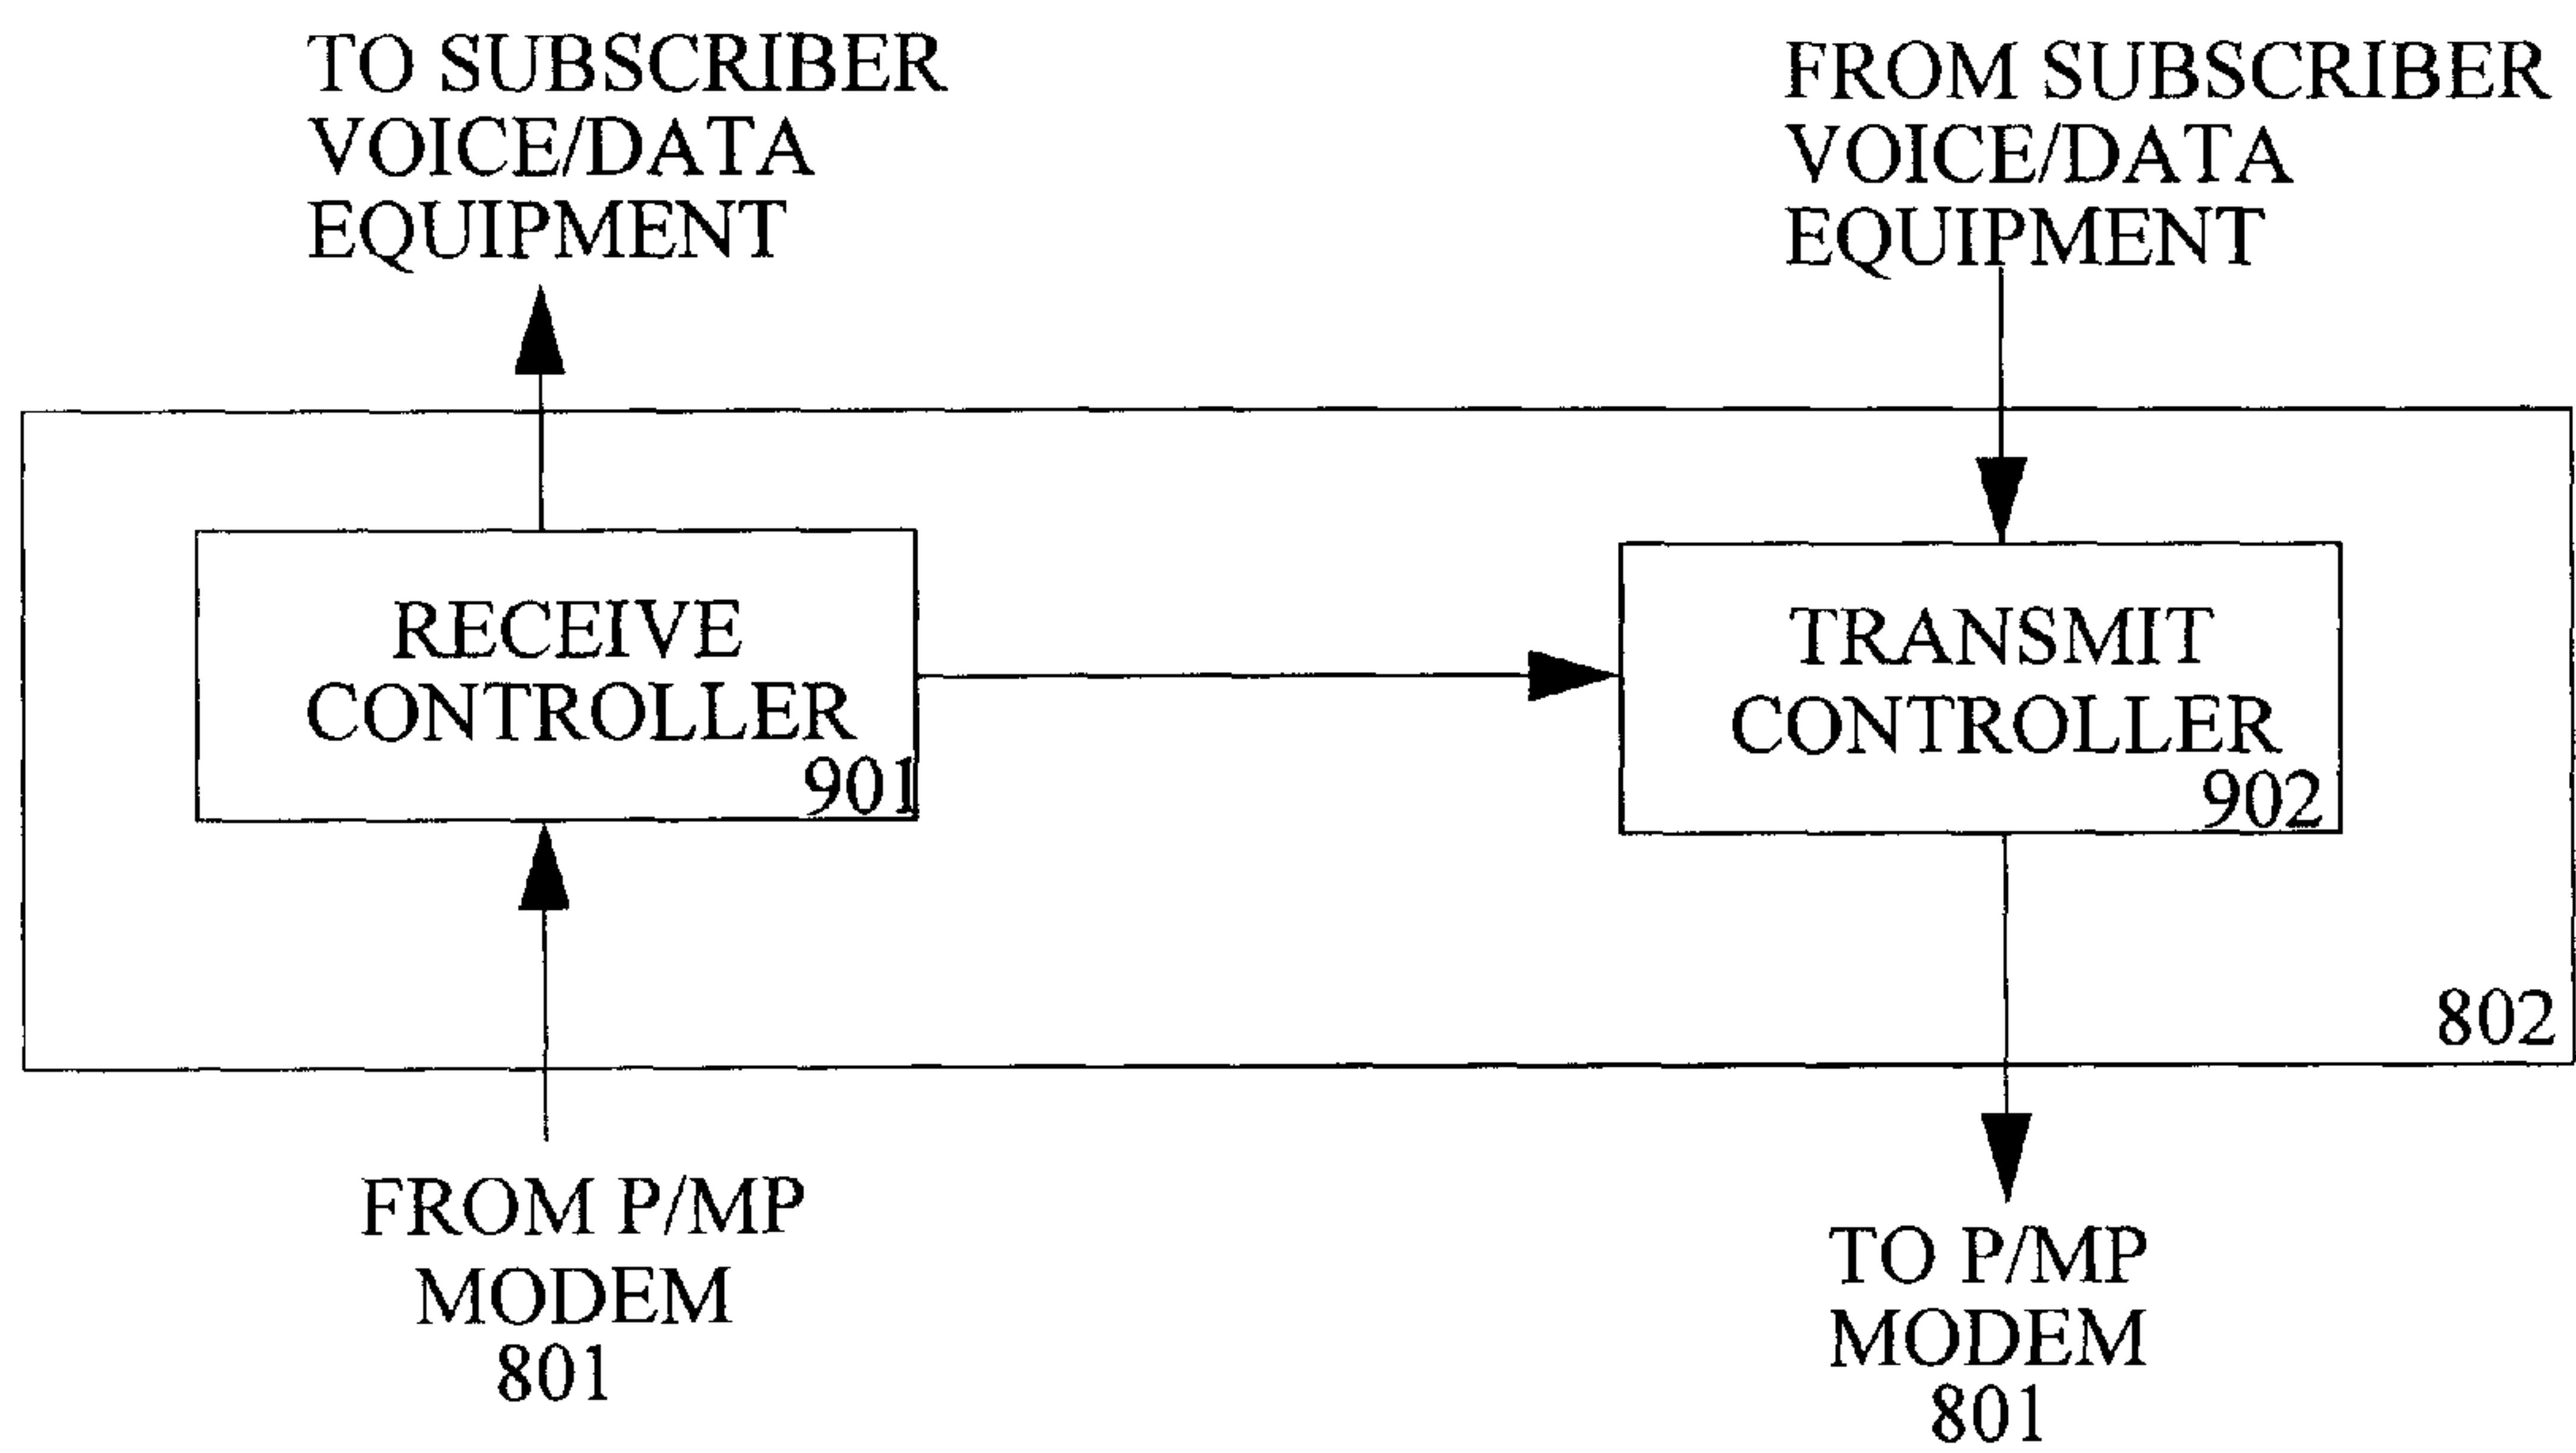 TO SUBSCRIBER
VOICE/DATA
EQUIPMENT
FROM SUBSCRIBER
VOICE/DATA
EQUIPMENT
RECEIVE
CONTROLLER
901
TRANSMIT
CONTROLLER
902
802
FROM P/MP
MODEM
801
TO P/MP
MODEM
801